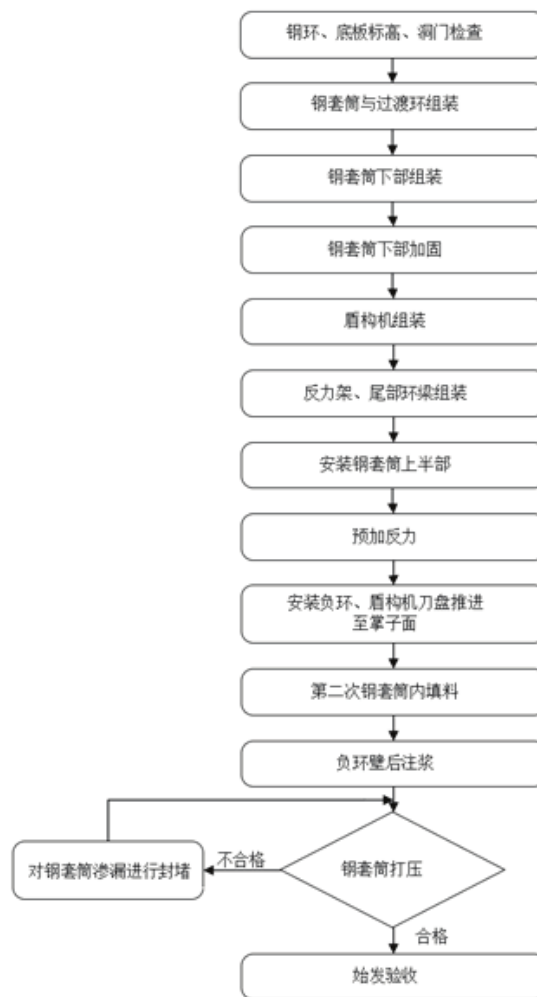 钢环、底板标高、洞门检查
钢套筒与过渡环组装
钢套筒下部组装
钢套筒下部加固
盾构机组装
反力架、尾部环梁组装
安装钢套筒上半部
预加反力
安装负环、盾构机刀盘推进
至掌子面
第二次钢套筒内填料
负环壁后注浆
不合格
对钢套筒渗漏进行封堵
钢套筒打压
合格
始发验收